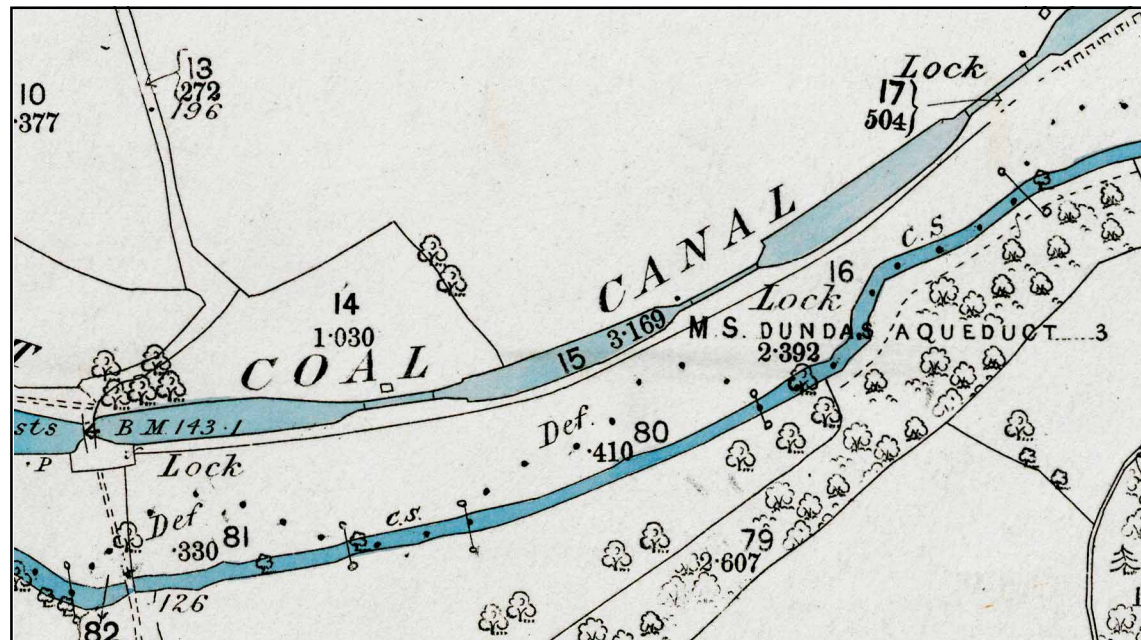 13
272
196
10
·377
Lock
17
504
C.S
16
CANAL
Lock
14
1·030
M.S. DUNDAS AQUEDUCT 3
3·169
15
2·392
COAL
T
sts
B M 143·1
·P
Lock
Def.
80
·410
Def
81
·330
c.s.
79
2·607
126
82
1